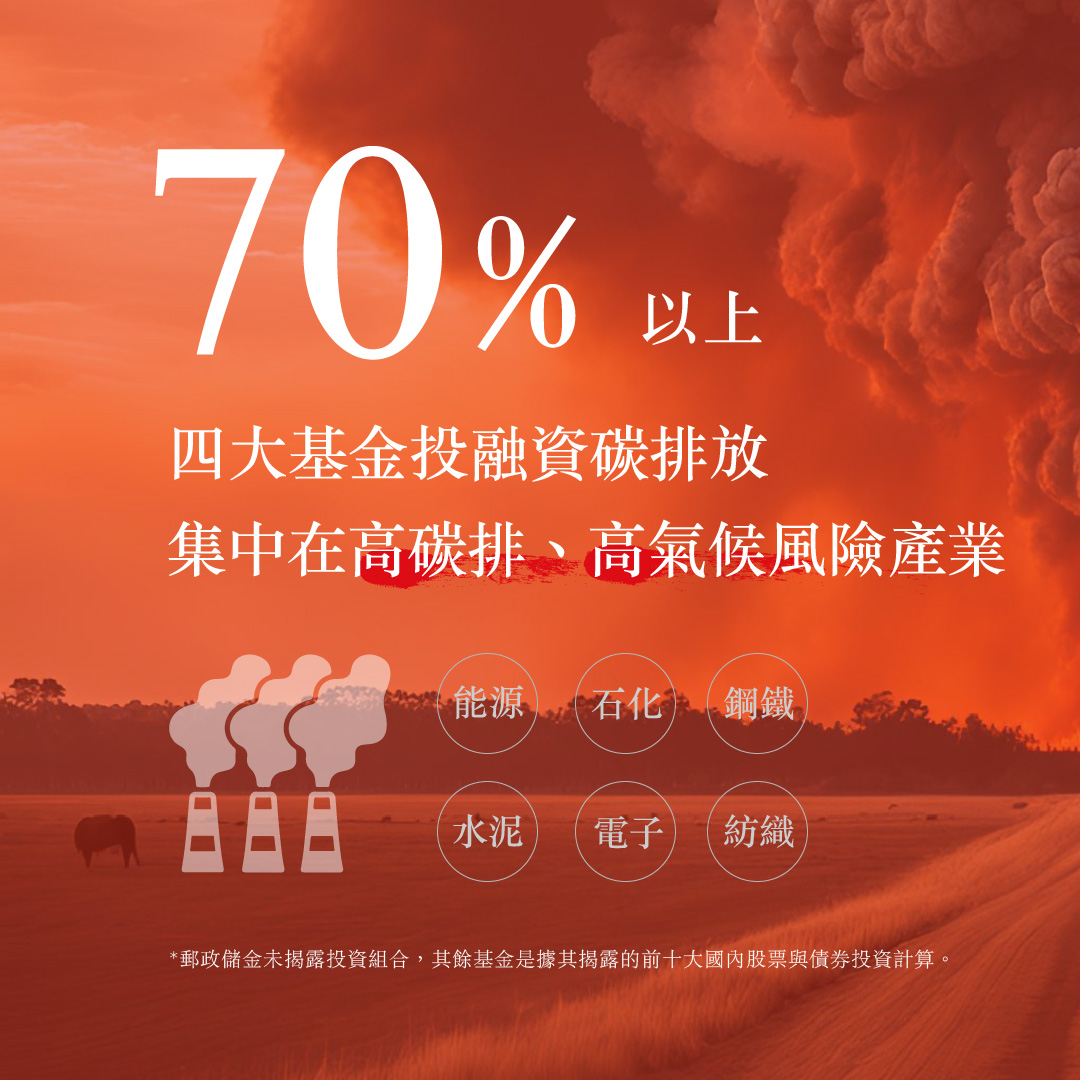 70% 以上
四大基金投融資碳排放
集中在高碳排、高氣候風險產業
能源 石化 鋼鐵
水泥 電子 紡織
*郵政儲金未揭露投資組合，其餘基金是據其揭露的前十大國內股票與債券投資計算。